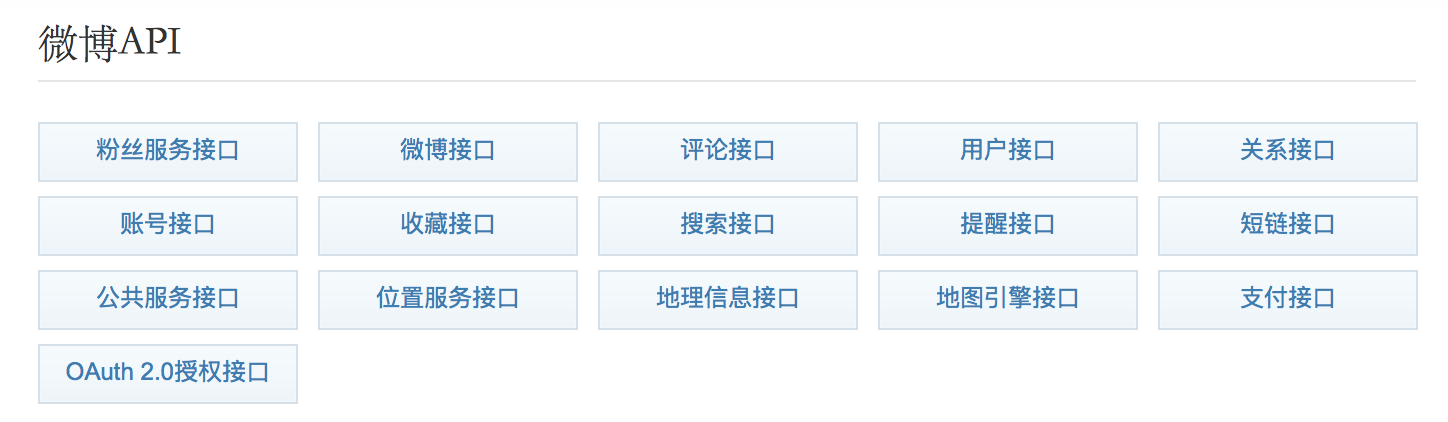 微博API
粉丝服务接口 微博接口 评论接口 用户接口 关系接口
账号接口 收藏接口 搜索接口 提醒接口 短链接口
公共服务接口 位置服务接口 地理信息接口 地图引擎接口 支付接口
OAuth 2.0授权接口